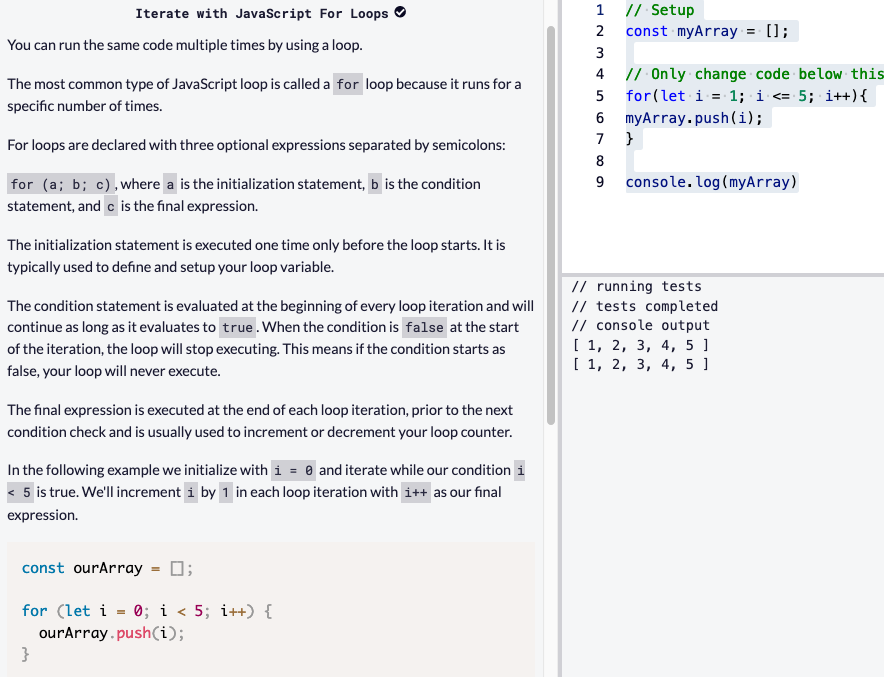 Iterate with JavaScript For Loops
You can run the same code multiple times by using a loop.
The most common type of JavaScript loop is called a for loop because it runs for a
specific number of times.
For loops are declared with three optional expressions separated by semicolons:
for (a; b; c), where a is the initialization statement, b is the condition
statement, and c is the final expression.
The initialization statement is executed one time only before the loop starts. It is
typically used to define and setup your loop variable.
The condition statement is evaluated at the beginning of every loop iteration and will
continue as long as it evaluates to true. When the condition is false at the start
of the iteration, the loop will stop executing. This means if the condition starts as
false, your loop will never execute.
The final expression is executed at the end of each loop iteration, prior to the next
condition check and is usually used to increment or decrement your loop counter.
In the following example we initialize with i = 0 and iterate while our condition i
< 5 is true. We'll increment i by 1 in each loop iteration with i++ as our final
expression.
const ourArray = [];
for (let i = 0; i < 5; i++) {
ourArray.push(i);
}
1 // Setup
2 const myArray = [];
3
4 // Only change code below this
5 for(let i = 1; i <= 5; i++){
6 myArray.push(i);
7 }
8
9 console.log(myArray)
// running tests
// tests completed
// console output
[ 1, 2, 3, 4, 5 ]
[ 1, 2, 3, 4, 5 ]